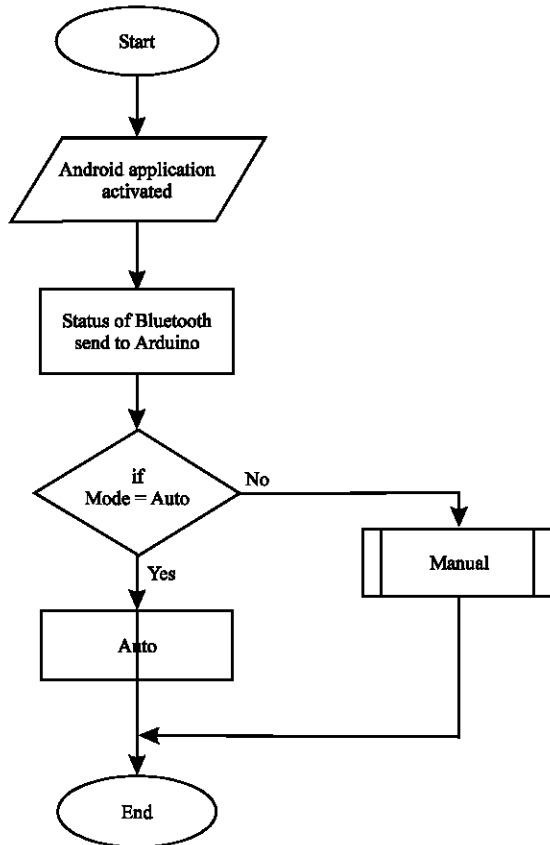 Start
Android application
activated
Status of Bluetooth
send to Arduino
if
Mode = Auto
No
Yes
Manual
Auto
End